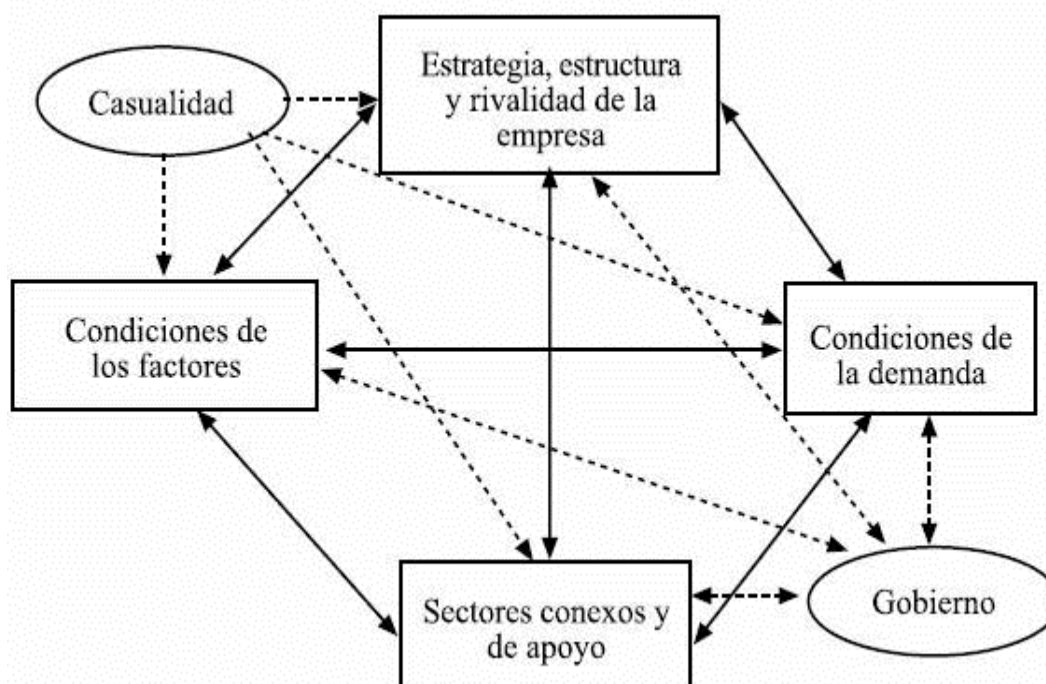 Estrategia, estructura
y rivalidad de la
empresa
Casualidad
Condiciones de
los factores
Condiciones de
la demanda
Sectores conexos y
de apoyo
Gobierno